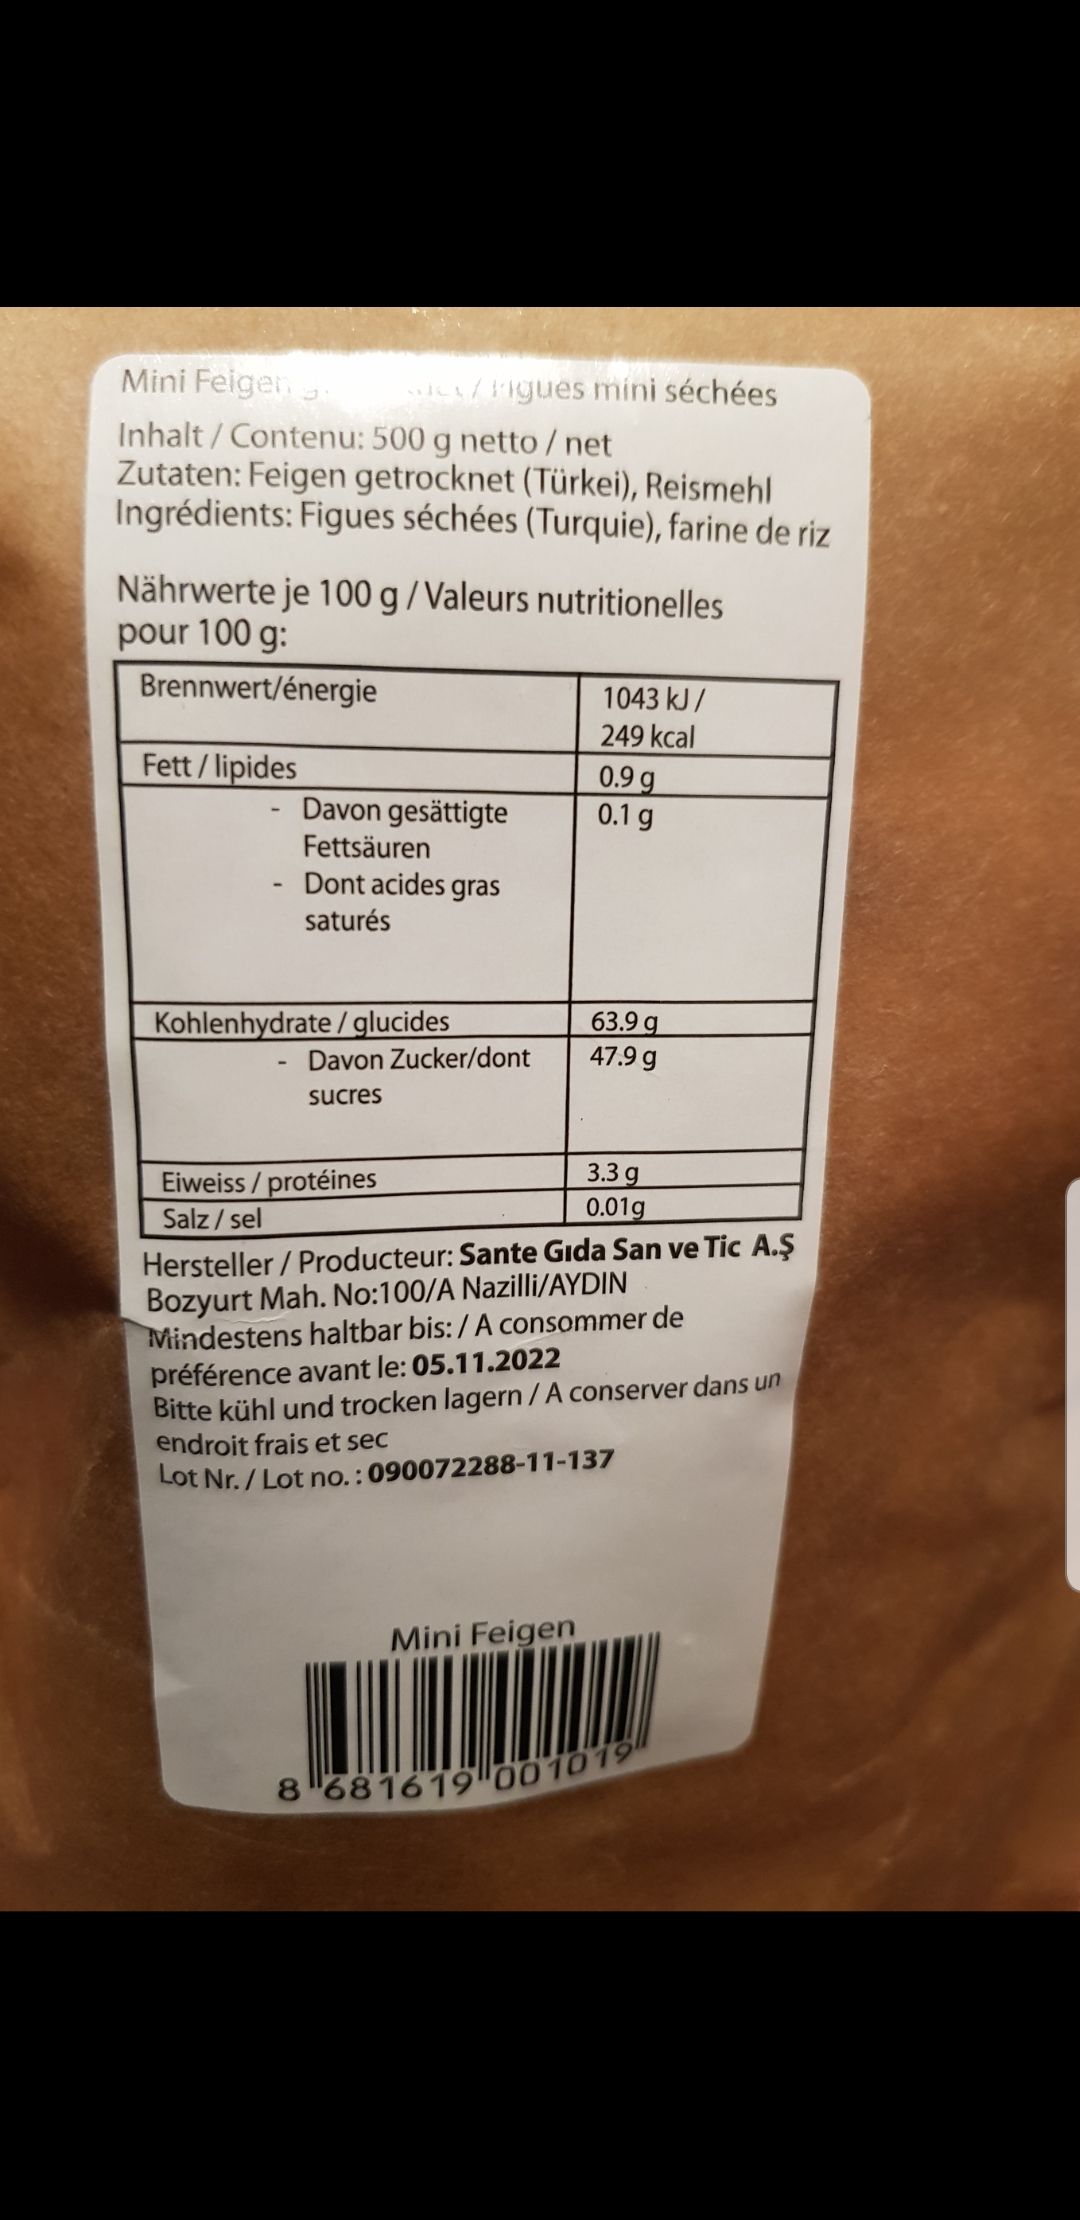 Mini Feigen / Figues mini séchées
Inhalt / Contenu: 500 g netto / net
Zutaten: Feigen getrocknet (Türkei), Reismehl
Ingrédients: Figues séchées (Turquie), farine de riz
Nährwerte je 100 g / Valeurs nutritionelles
pour 100 g:
Brennwert/énergie 1043 kJ /
249 kcal
Fett / lipides 0.9 g
- Davon gesättigte 0.1 g
Fettsäuren
- Dont acides gras
saturés
Kohlenhydrate / glucides 63.9 g
- Davon Zucker/dont 47.9 g
sucres
Eiweiss / protéines 3.3 g
Salz / sel 0.01g
Hersteller / Producteur: Sante Gıda San ve Tic A.Ş
Bozyurt Mah. No:100/A Nazilli/AYDIN
Mindestens haltbar bis: / A consommer de
préférence avant le: 05.11.2022
Bitte kühl und trocken lagern / A conserver dans un
endroit frais et sec
Lot Nr. / Lot no. : 090072288-11-137
Mini Feigen
8 681619 001019